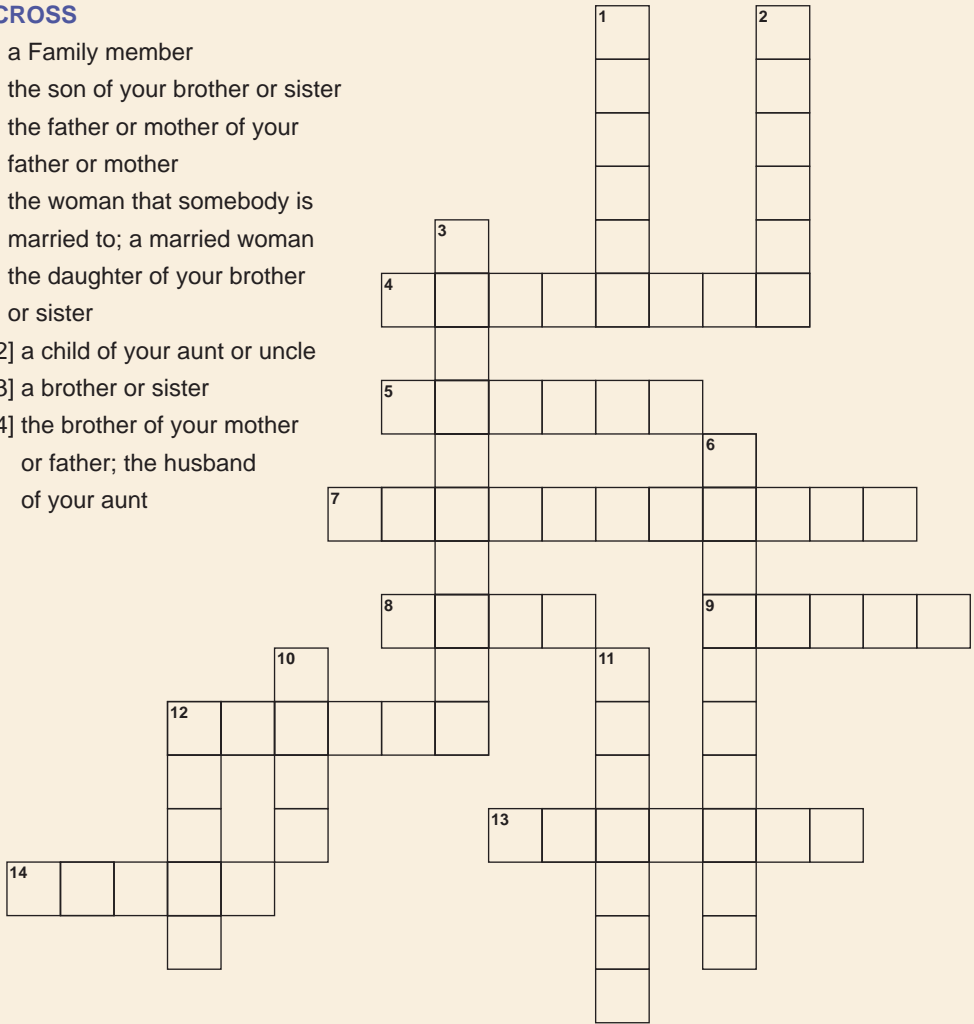 CROSS
a Family member
the son of your brother or sister
the father or mother of your
father or mother
the woman that somebody is
married to; a married woman
the daughter of your brother
or sister
2] a child of your aunt or uncle
3] a brother or sister
4] the brother of your mother
or father; the husband
of your aunt
1
2
3
4
5
6
7
8
9
10
11
12
13
14